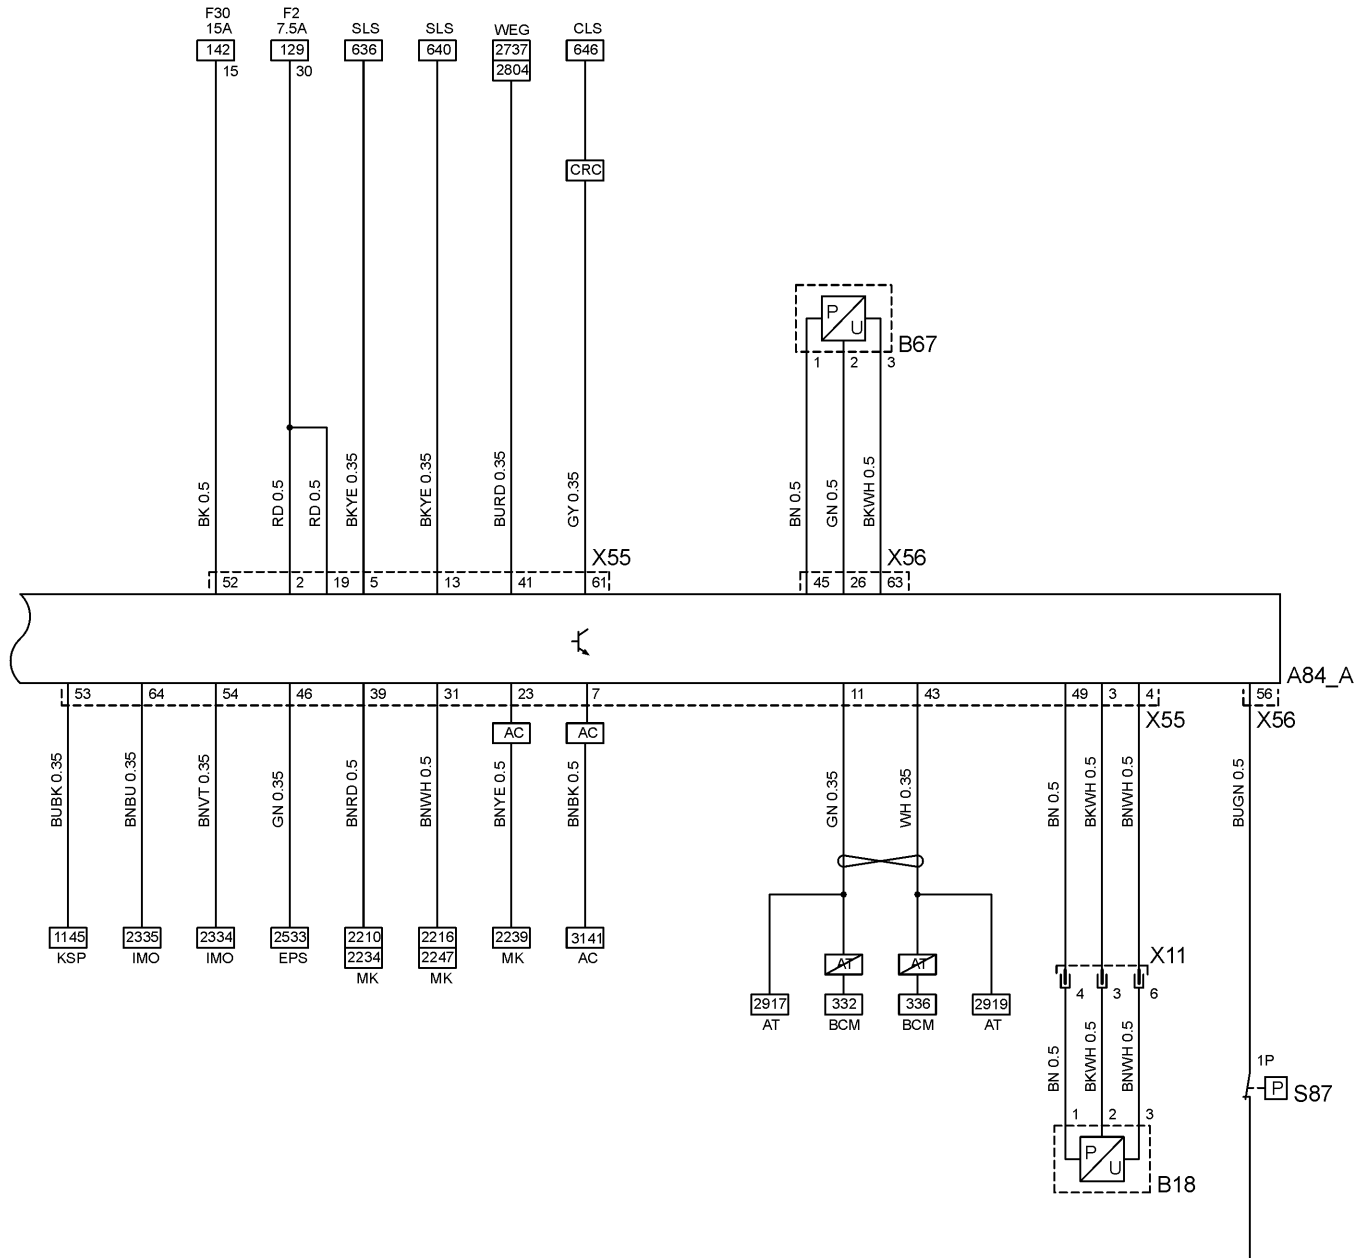 F30 F2
15A 7.5A SLS SLS WEG CLS
142 129 636 640 2737 646
15 30 2804
CRC
P
U
B67
1 2 3
BK 0.5
RD 0.5
RD 0.5
BKYE 0.35
BKYE 0.35
BURD 0.35
GY 0.35
BN 0.5
GN 0.5
BKWH 0.5
X55 X56
52 2 19 5 13 41 61 45 26 63
A84_A
53 64 54 46 39 31 23 7 11 43 49 3 4 56
X55 X56
AC AC
BUBK 0.35
BNBU 0.35
BNVT 0.35
GN 0.35
BNRD 0.5
BNWH 0.5
BNYE 0.5
BNBK 0.5
GN 0.35
WH 0.35
BN 0.5
BKWH 0.5
BNWH 0.5
BUGN 0.5
1145 2335 2334 2533 2210 2216 2239 3141
KSP IMO IMO EPS 2234 2247 MK AC
MK MK
X11
AT AT
4 3 6
2917 332 336 2919
AT BCM BCM AT
BN 0.5
BKWH 0.5
BNWH 0.5
1P
P S87
1 2 3
P
U
B18